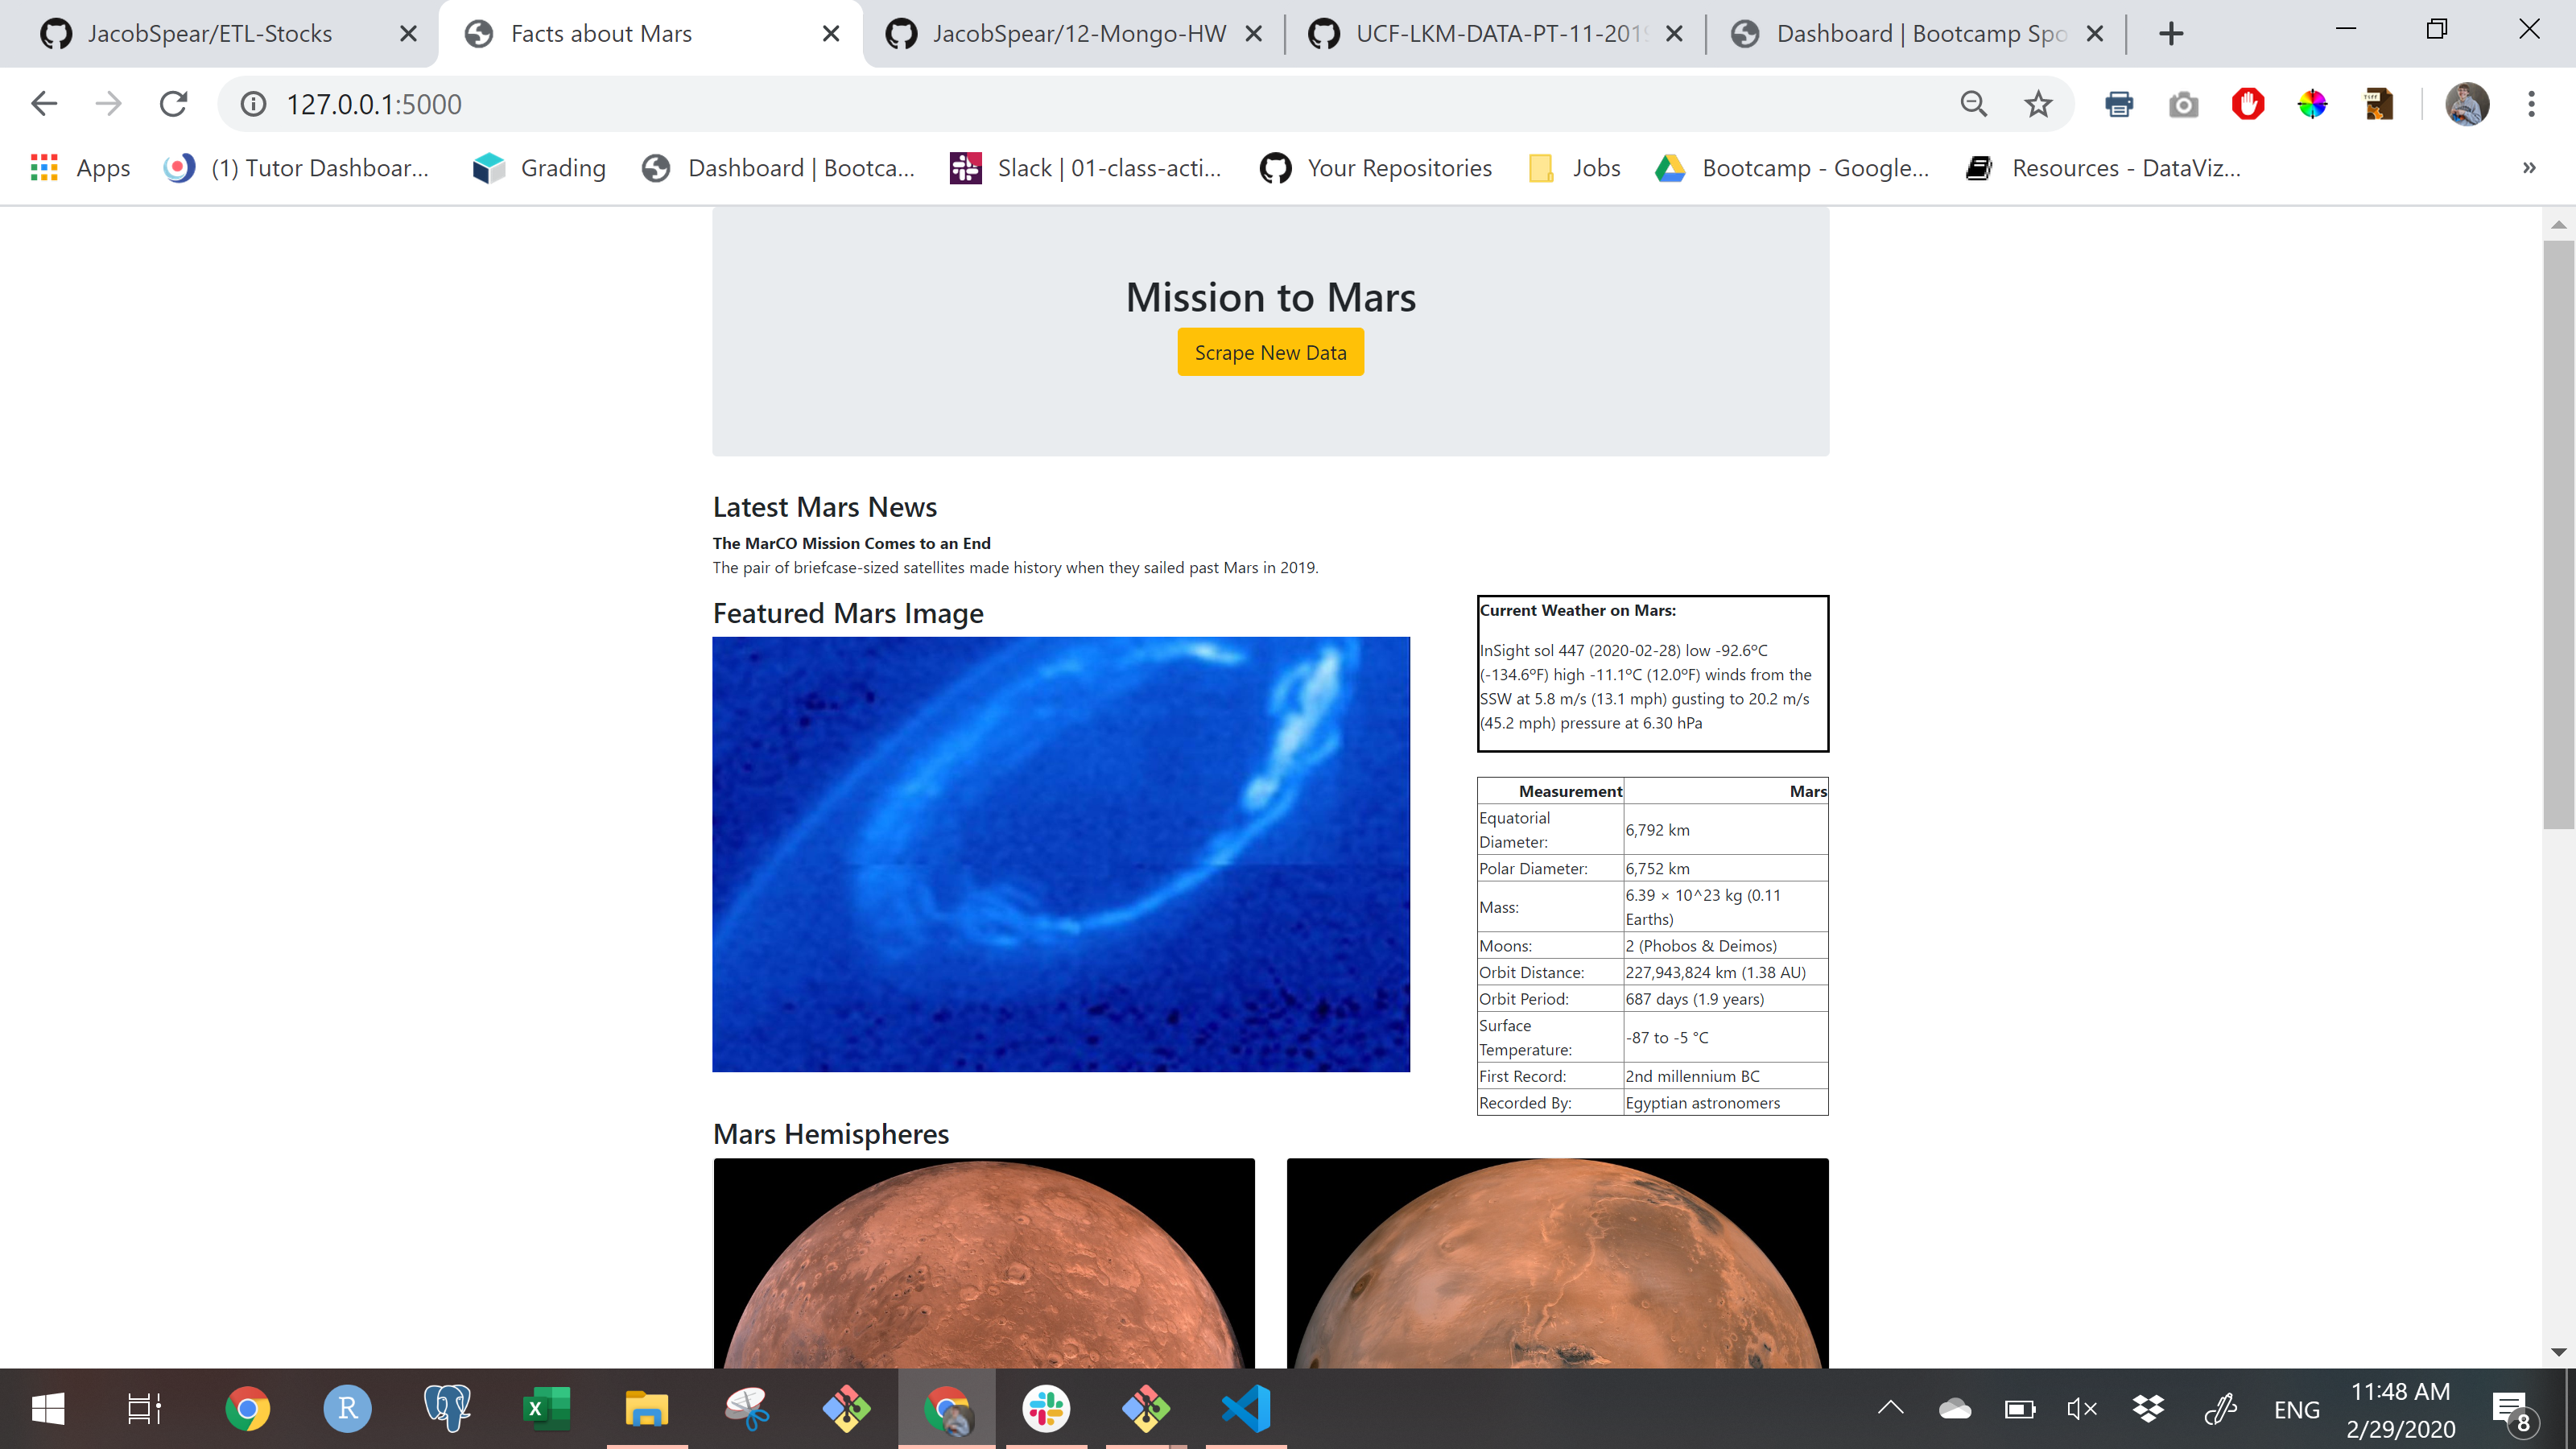 JacobSpear/ETL-Stocks
Facts about Mars
JacobSpear/12-Mongo-HW
UCF-LKM-DATA-PT-11-2019
Dashboard | Bootcamp Spo
127.0.0.1:5000
Apps
(1) Tutor Dashboar...
Grading
Dashboard | Bootca...
Slack | 01-class-acti...
Your Repositories
Jobs
Bootcamp - Google...
Resources - DataViz...
»
Mission to Mars
Scrape New Data
Latest Mars News
The MarCO Mission Comes to an End
The pair of briefcase-sized satellites made history when they sailed past Mars in 2019.
Featured Mars Image
Current Weather on Mars:
InSight sol 447 (2020-02-28) low -92.6ºC
(-134.6ºF) high -11.1ºC (12.0ºF) winds from the
SSW at 5.8 m/s (13.1 mph) gusting to 20.2 m/s
(45.2 mph) pressure at 6.30 hPa
Measurement Mars
Equatorial
Diameter: 6,792 km
Polar Diameter: 6,752 km
Mass: 6.39 × 10^23 kg (0.11
Earths)
Moons: 2 (Phobos & Deimos)
Orbit Distance: 227,943,824 km (1.38 AU)
Orbit Period: 687 days (1.9 years)
Surface
Temperature: -87 to -5 °C
First Record: 2nd millennium BC
Recorded By: Egyptian astronomers
Mars Hemispheres
ENG
11:48 AM
2/29/2020
8